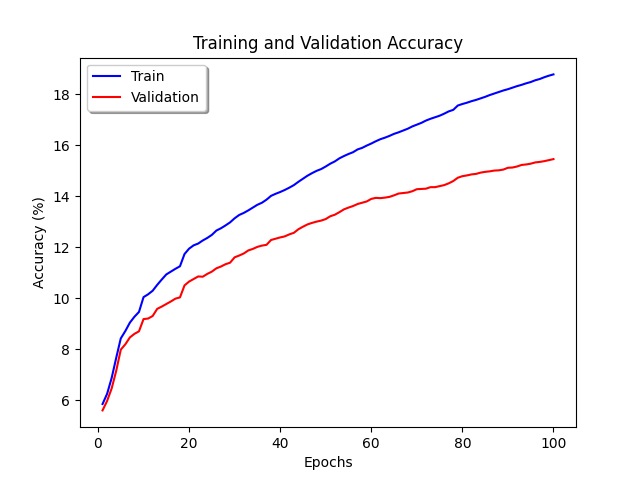 Training and Validation Accuracy
Train
Validation
Accuracy (%)
18
16
14
12
10
8
6
0 20 40 60 80 100
Epochs